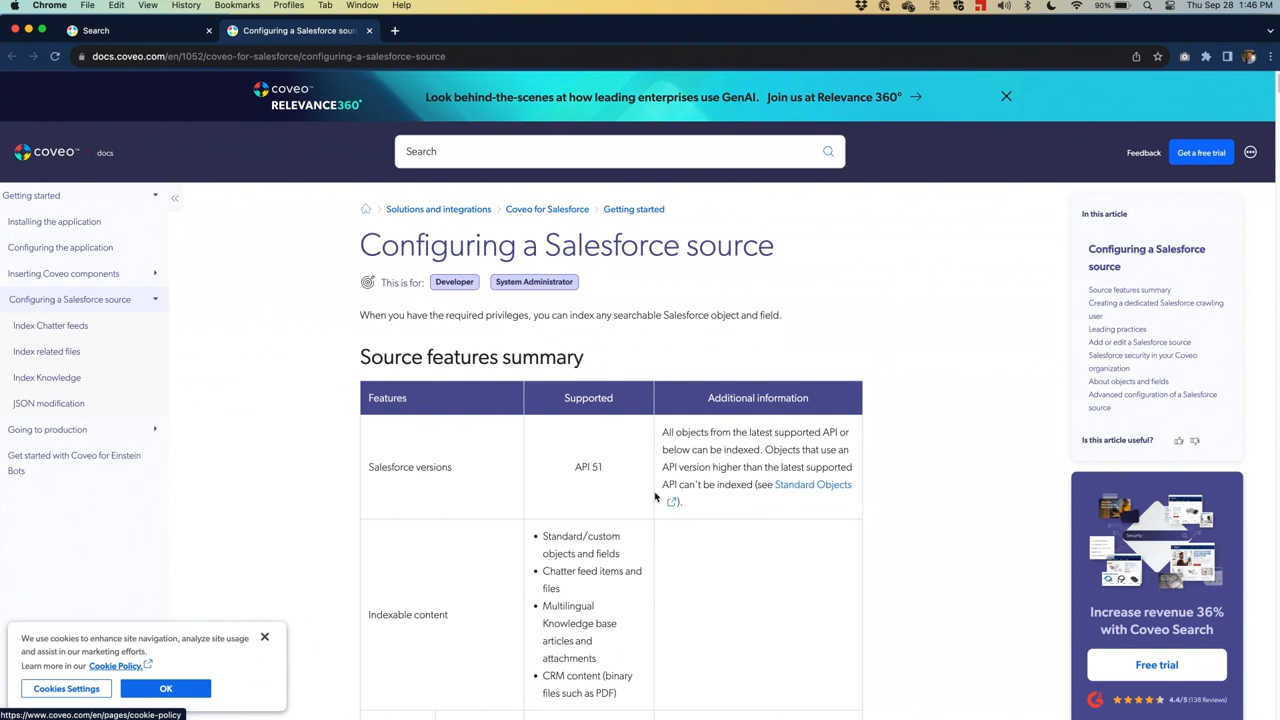 Chrome File Edit View History Bookmarks Profiles Tab Window Help
90% Thu Sep 28 1:46 PM
Search
Configuring a Salesforce sour
docs.coveo.com/en/1052/coveo-for-salesforce/configuring-a-salesforce-source
coveo™
RELEVANCE360°
Look behind-the-scenes at how leading enterprises use GenAI. Join us at Relevance 360° →
coveo™ docs
Search
Feedback
Get a free trial
Getting started
Installing the application
Configuring the application
Inserting Coveo components
Configuring a Salesforce source
Index Chatter feeds
Index related files
Index Knowledge
JSON modification
Going to production
Get started with Coveo for Einstein
Bots
Solutions and integrations > Coveo for Salesforce > Getting started
Configuring a Salesforce source
This is for: Developer System Administrator
When you have the required privileges, you can index any searchable Salesforce object and field.
Source features summary
Features Supported Additional information
Salesforce versions
API 51
All objects from the latest supported API or
below can be indexed. Objects that use an
API version higher than the latest supported
API can't be indexed (see Standard Objects
).
Indexable content
• Standard/custom
objects and fields
• Chatter feed items and
files
• Multilingual
Knowledge base
articles and
attachments
• CRM content (binary
files such as PDF)
In this article
Configuring a Salesforce
source
Source features summary
Creating a dedicated Salesforce crawling
user
Leading practices
Add or edit a Salesforce source
Salesforce security in your Coveo
organization
About objects and fields
Advanced configuration of a Salesforce
source
Is this article useful?
Security
Increase revenue 36%
with Coveo Search
Free trial
4.4/5 (138 Reviews)
We use cookies to enhance site navigation, analyze site usage
and assist in our marketing efforts.
Learn more in our Cookie Policy.
Cookies Settings
OK
https://www.coveo.com/en/pages/cookie-policy